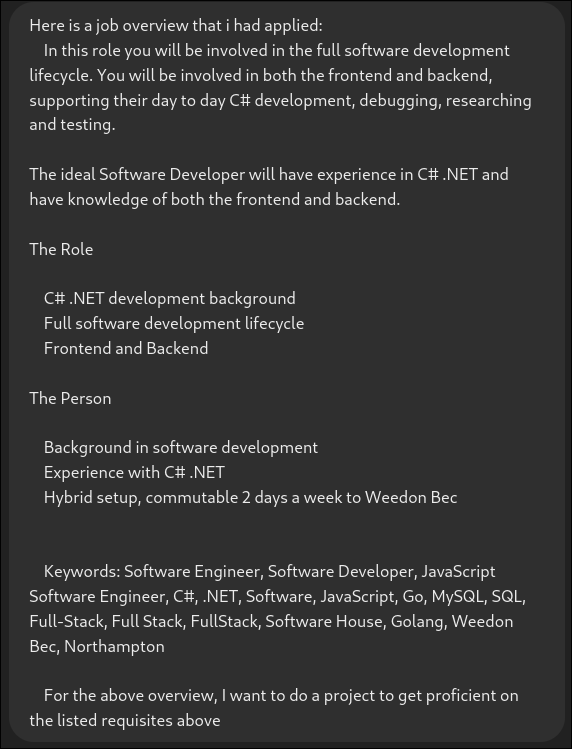 Here is a job overview that i had applied:
In this role you will be involved in the full software development
lifecycle. You will be involved in both the frontend and backend,
supporting their day to day C# development, debugging, researching
and testing.
The ideal Software Developer will have experience in C# .NET and
have knowledge of both the frontend and backend.
The Role
C# .NET development background
Full software development lifecycle
Frontend and Backend
The Person
Background in software development
Experience with C# .NET
Hybrid setup, commutable 2 days a week to Weedon Bec
Keywords: Software Engineer, Software Developer, JavaScript
Software Engineer, C#, .NET, Software, JavaScript, Go, MySQL, SQL,
Full-Stack, Full Stack, FullStack, Software House, Golang, Weedon
Bec, Northampton
For the above overview, I want to do a project to get proficient on
the listed requisites above